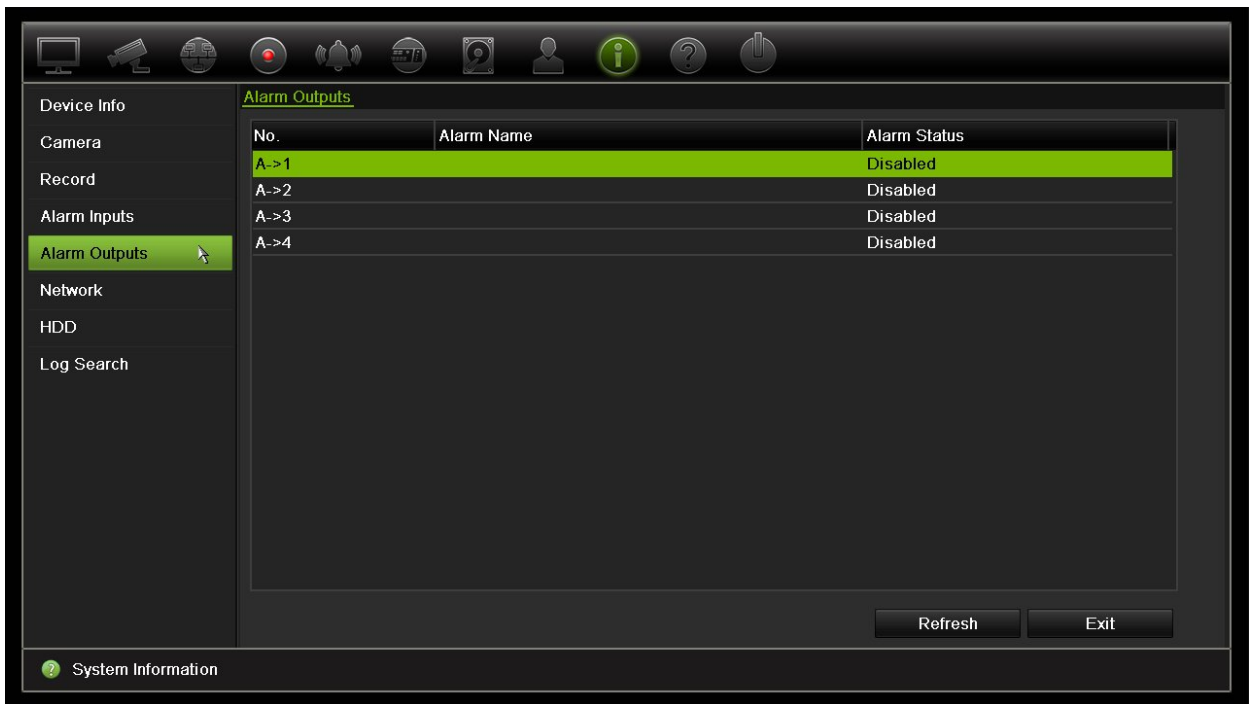 Device Info
Camera
Record
Alarm Inputs
Alarm Outputs
Network
HDD
Log Search
Alarm Outputs
No. Alarm Name Alarm Status
A->1 Disabled
A->2 Disabled
A->3 Disabled
A->4 Disabled
Refresh Exit
? System Information